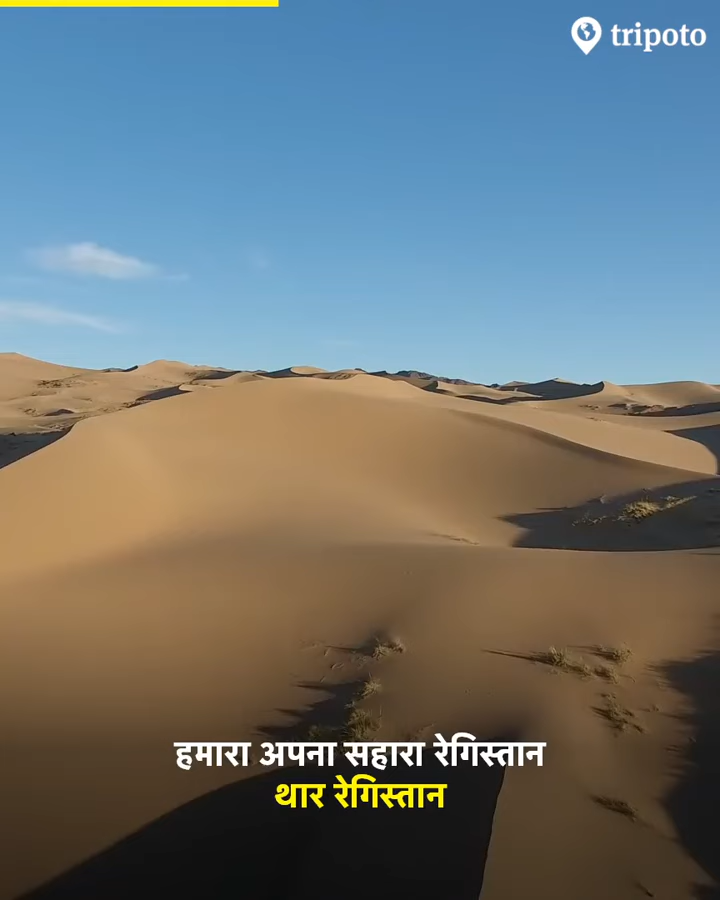 tripoto
हमारा अपना सहारा रेगिस्तान
थार रेगिस्तान